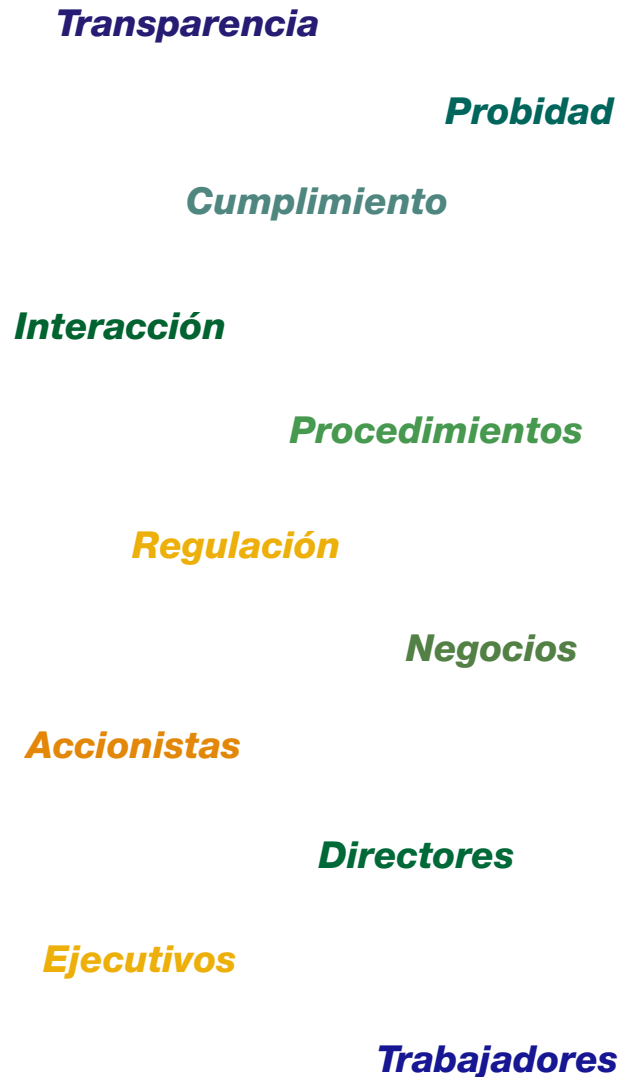 Transparencia
Probidad
Cumplimiento
Interacción
Procedimientos
Regulación
Negocios
Accionistas
Directores
Ejecutivos
Trabajadores